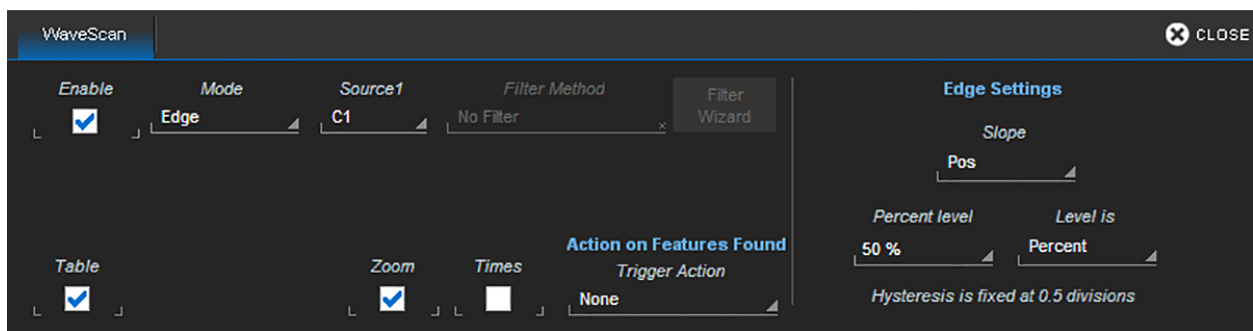 WaveScan
CLOSE
Enable Mode Source1 Filter Method
Edge C1 No Filter
Filter
Wizard
Table Zoom Times
Action on Features Found
Trigger Action
None
Edge Settings
Slope
Pos
Percent level Level is
50 % Percent
Hysteresis is fixed at 0.5 divisions